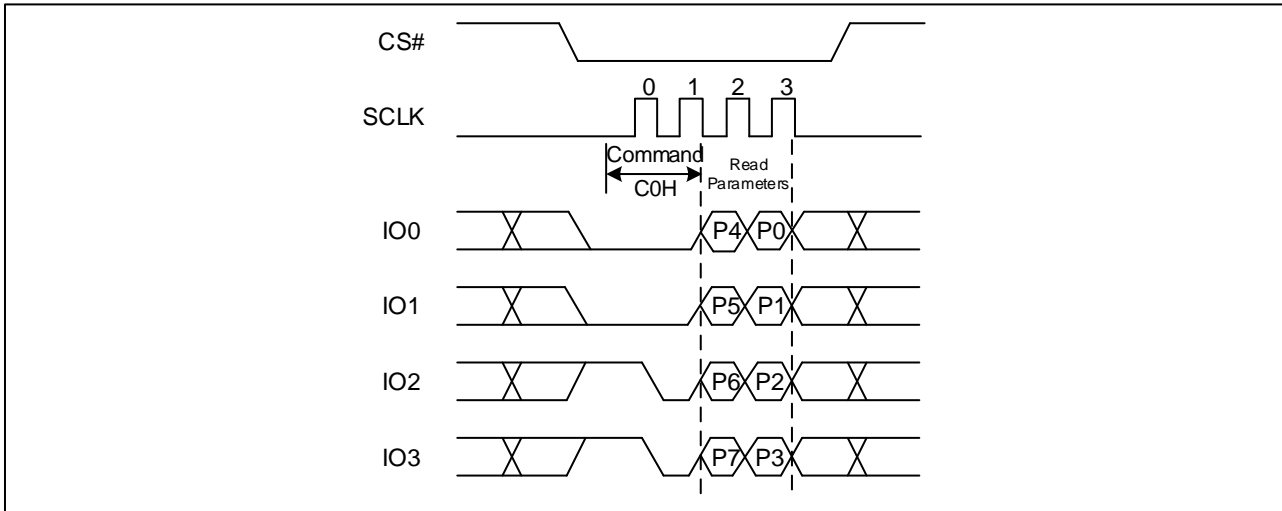 CS#
0 1 2 3
SCLK
Command
C0H
Read
Parameters
IO0 P4 P0
IO1 P5 P1
IO2 P6 P2
IO3 P7 P3